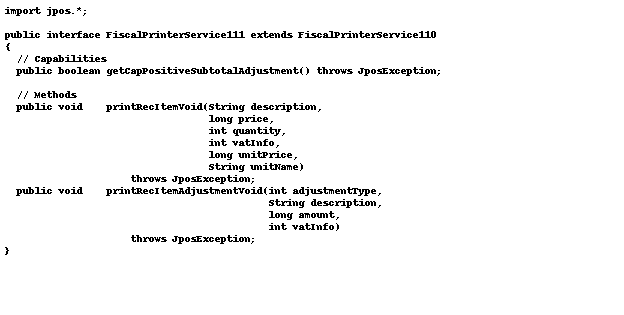 import jpos.*;

public interface FiscalPrinterService111 extends FiscalPrinterService110
{
  // Capabilities
  public boolean getCapPositiveSubtotalAdjustment() throws JposException;

  // Methods
  public void    printRecItemVoid(String description,
                                  long price,
                                  int quantity,
                                  int vatInfo,
                                  long unitPrice,
                                  String unitName)
                     throws JposException;
  public void    printRecItemAdjustmentVoid(int adjustmentType,
                                            String description,
                                            long amount,
                                            int vatInfo)
                     throws JposException;
}